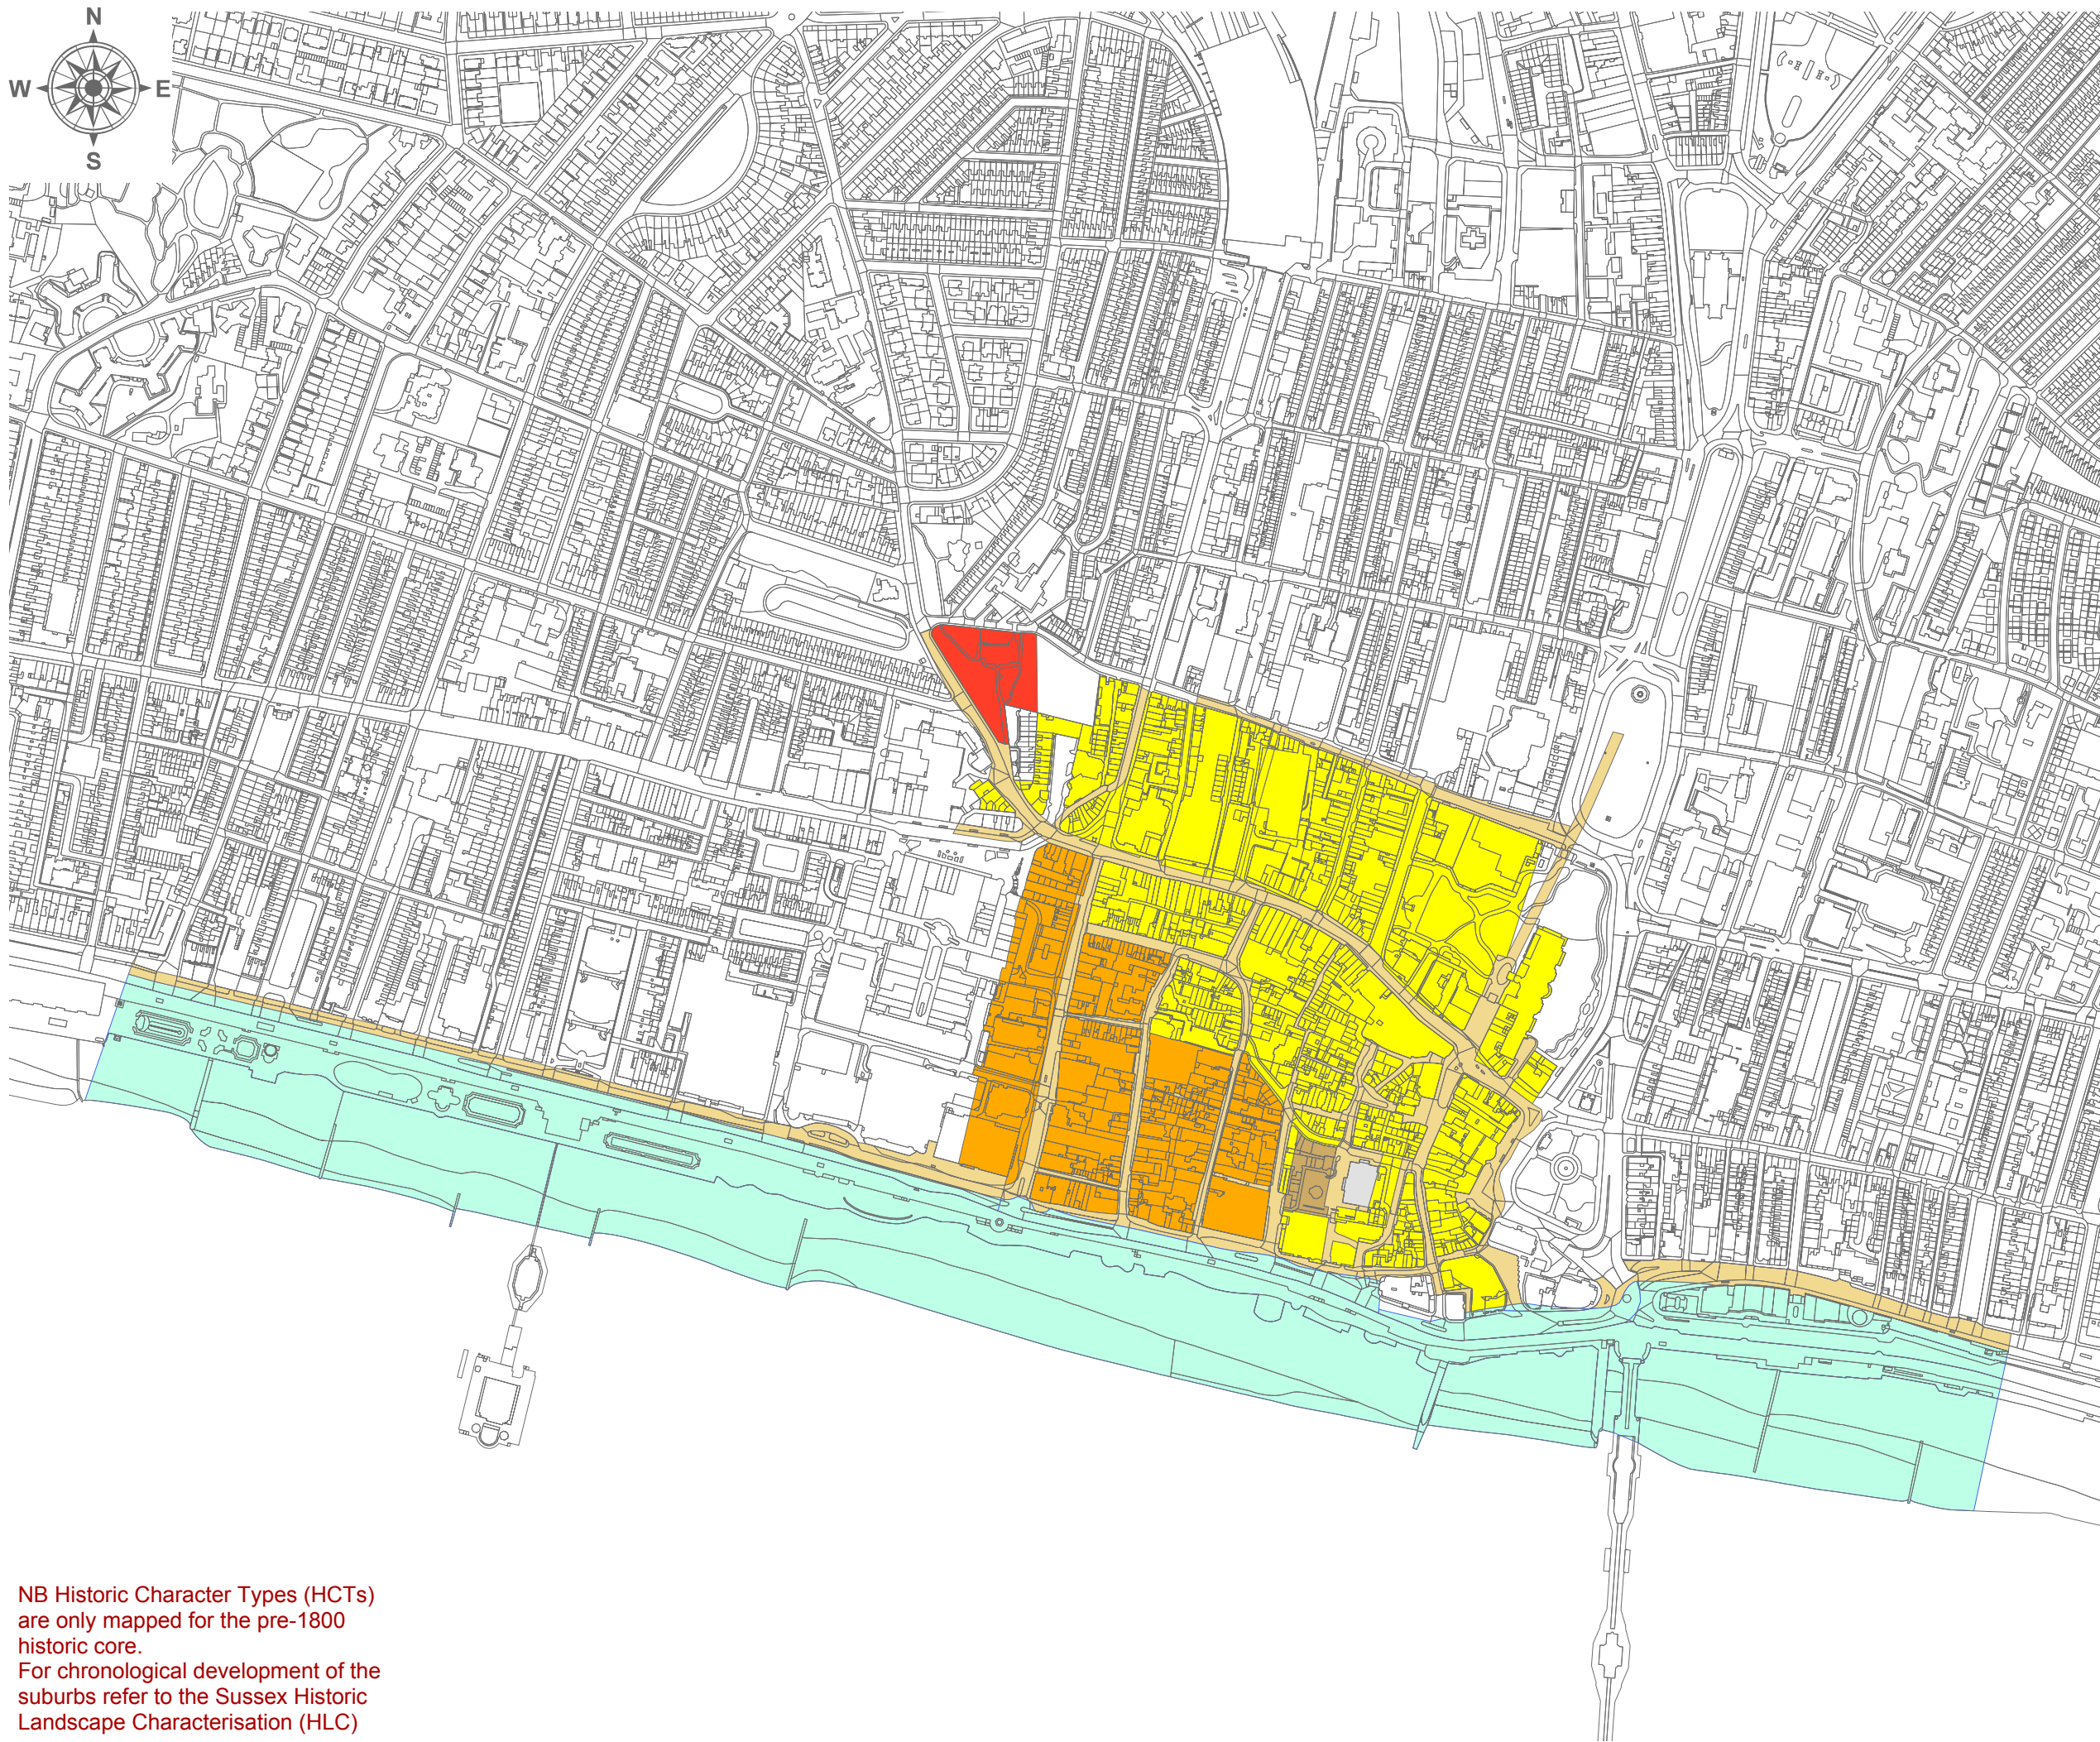 N
W E
S
NB Historic Character Types (HCTs)
are only mapped for the pre-1800
historic core.
For chronological development of the
suburbs refer to the Sussex Historic
Landscape Characterisation (HLC)